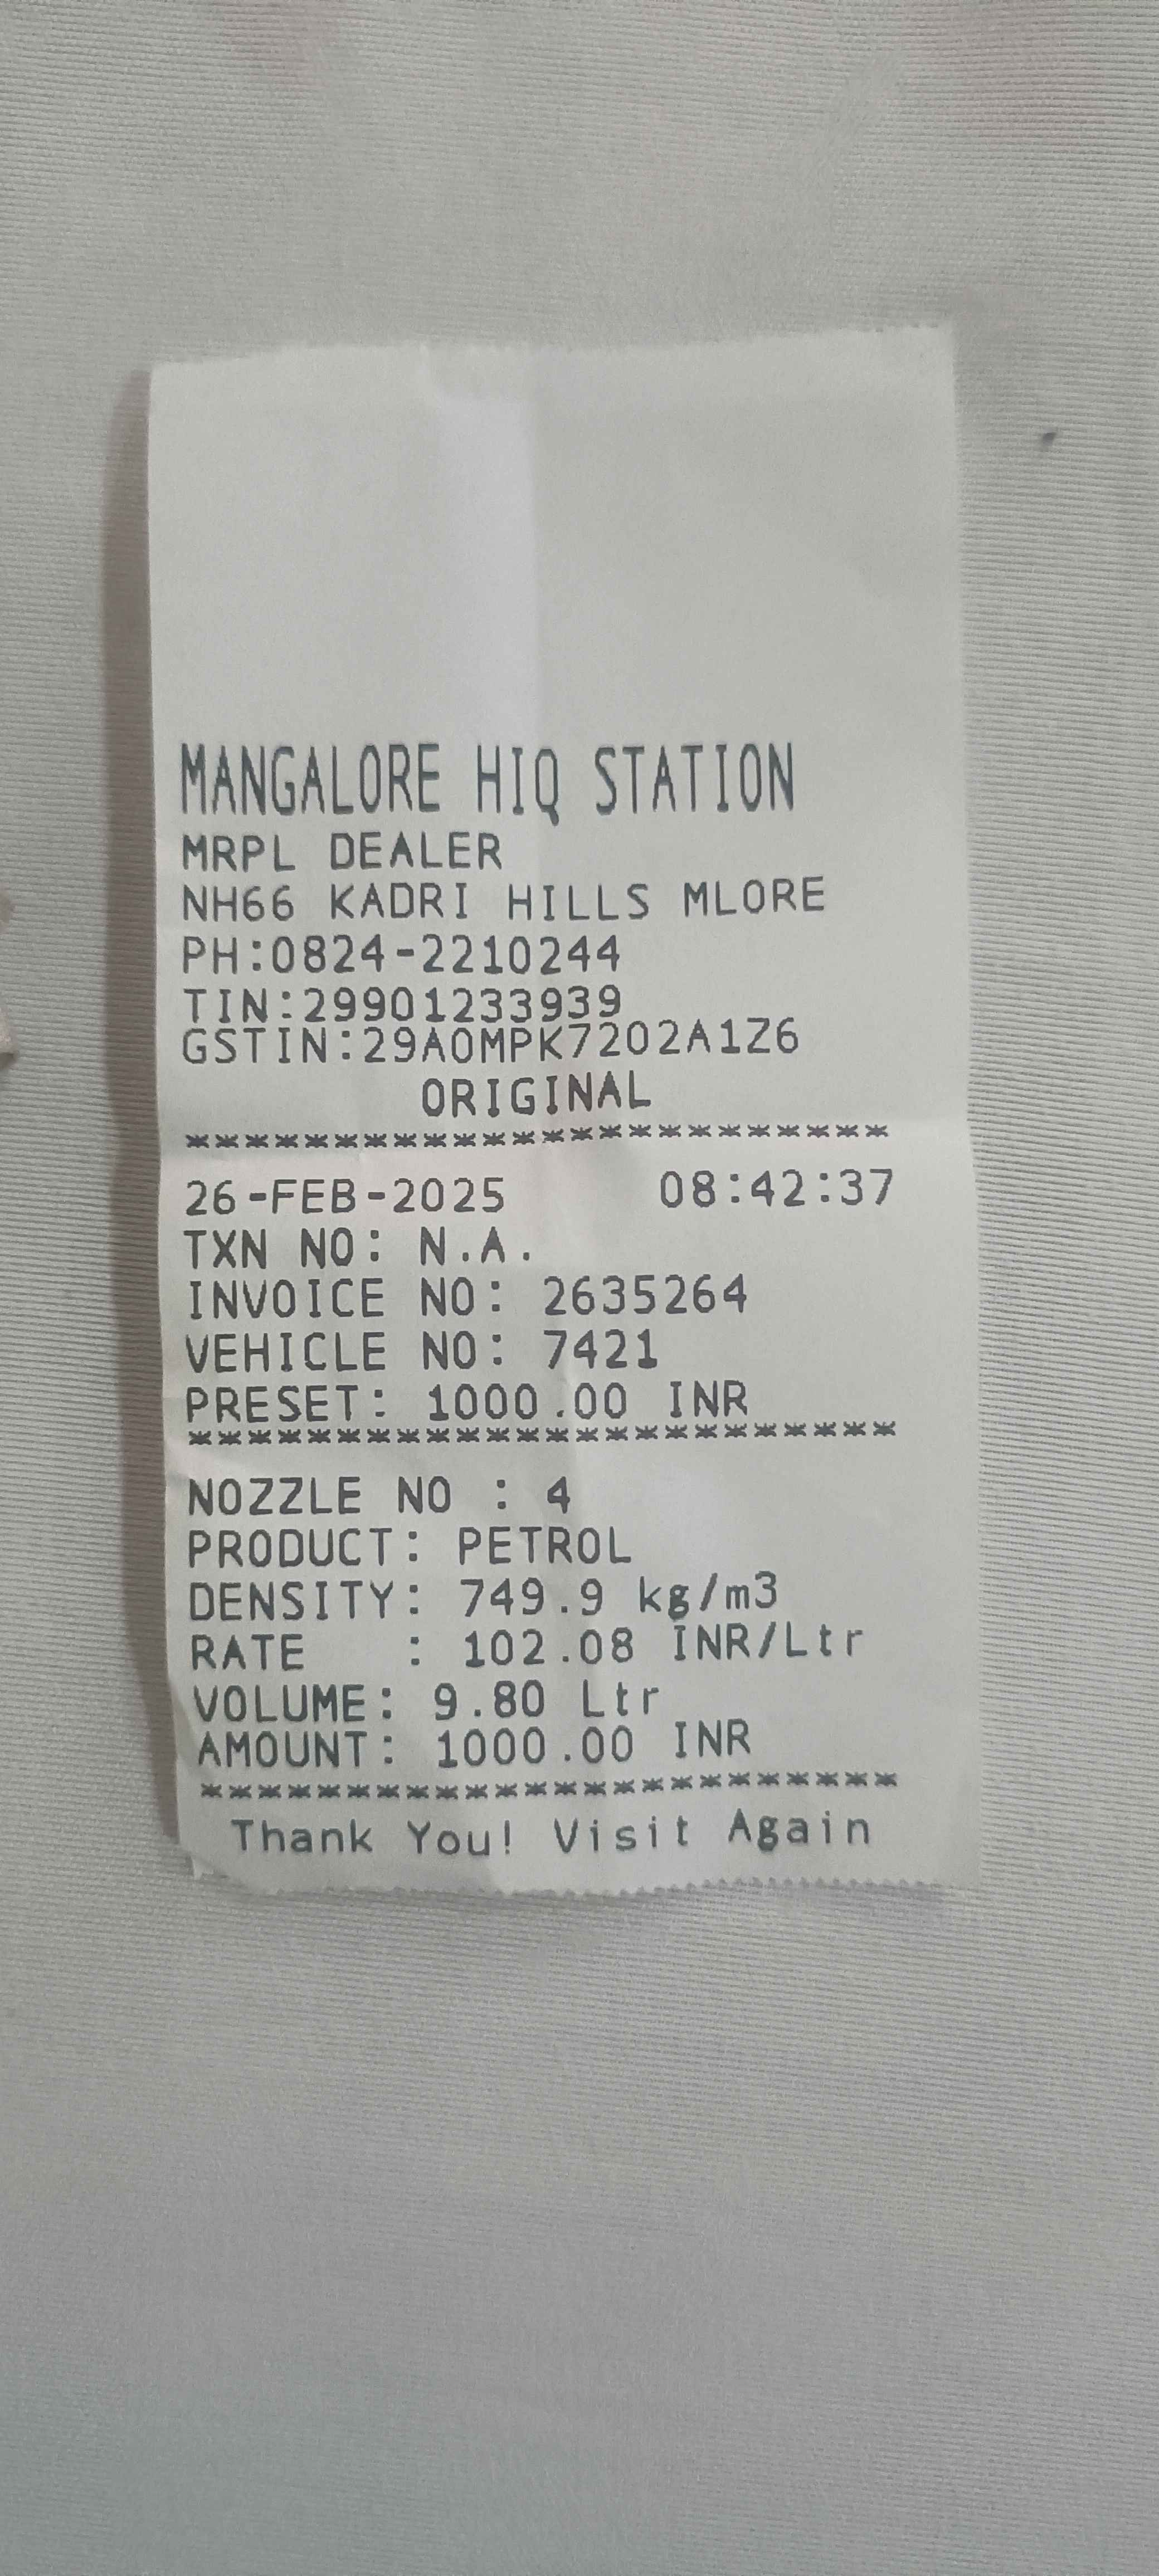 MANGALORE HIQ STATION
MRPL DEALER
NH66 KADRI HILLS MLORE
PH:0824-2210244
TIN:29901233939
GSTIN:29AOMPK7202A1Z6
ORIGINAL
************************
26-FEB-2025 08:42:37
TXN NO: N.A.
INVOICE NO: 2635264
VEHICLE NO: 7421
PRESET: 1000.00 INR
************************
NOZZLE NO : 4
PRODUCT: PETROL
DENSITY: 749.9 kg/m3
RATE : 102.08 INR/Ltr
VOLUME: 9.80 Ltr
AMOUNT: 1000.00 INR
************************
Thank You! Visit Again